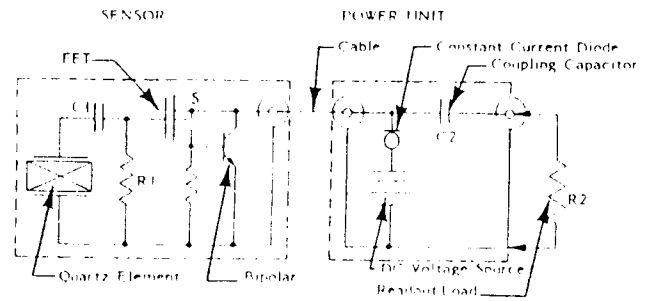 SENSOR
POWER UNIT
Cable
Constant Current Diode
Coupling Capacitor
FET
C1
S
C2
R1
R2
Quartz Element
Bipolar
DC Voltage Source
Readout Load